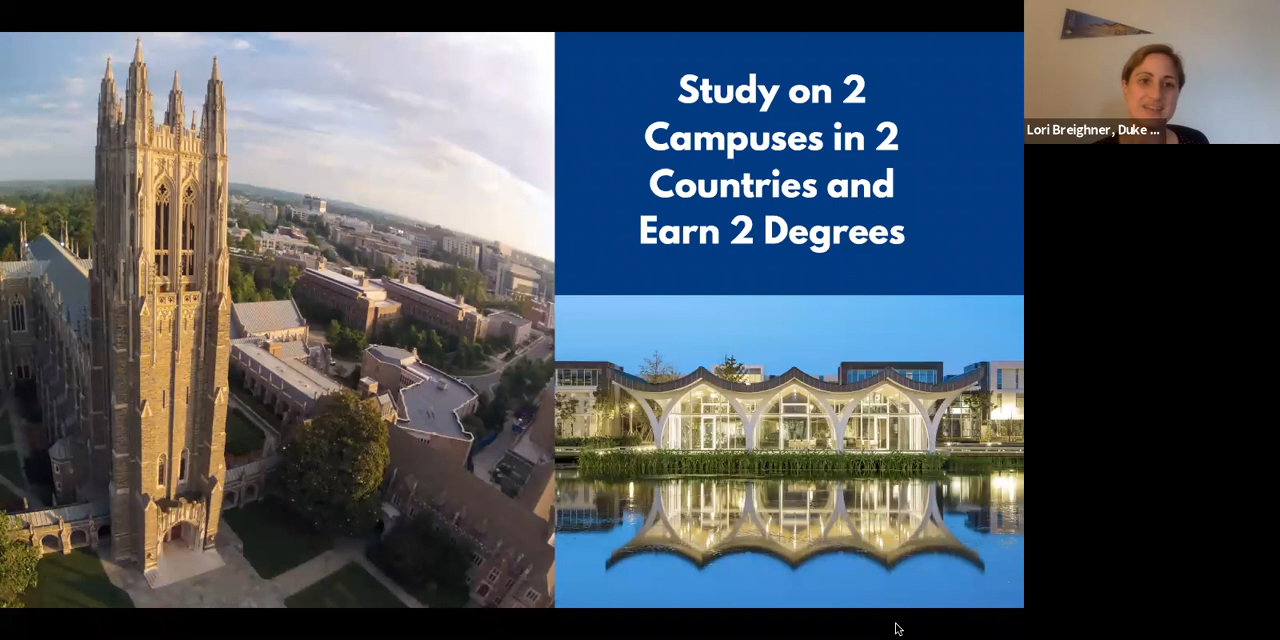 Study on 2
Campuses in 2
Countries and
Earn 2 Degrees
Lori Breighner, Duke ...